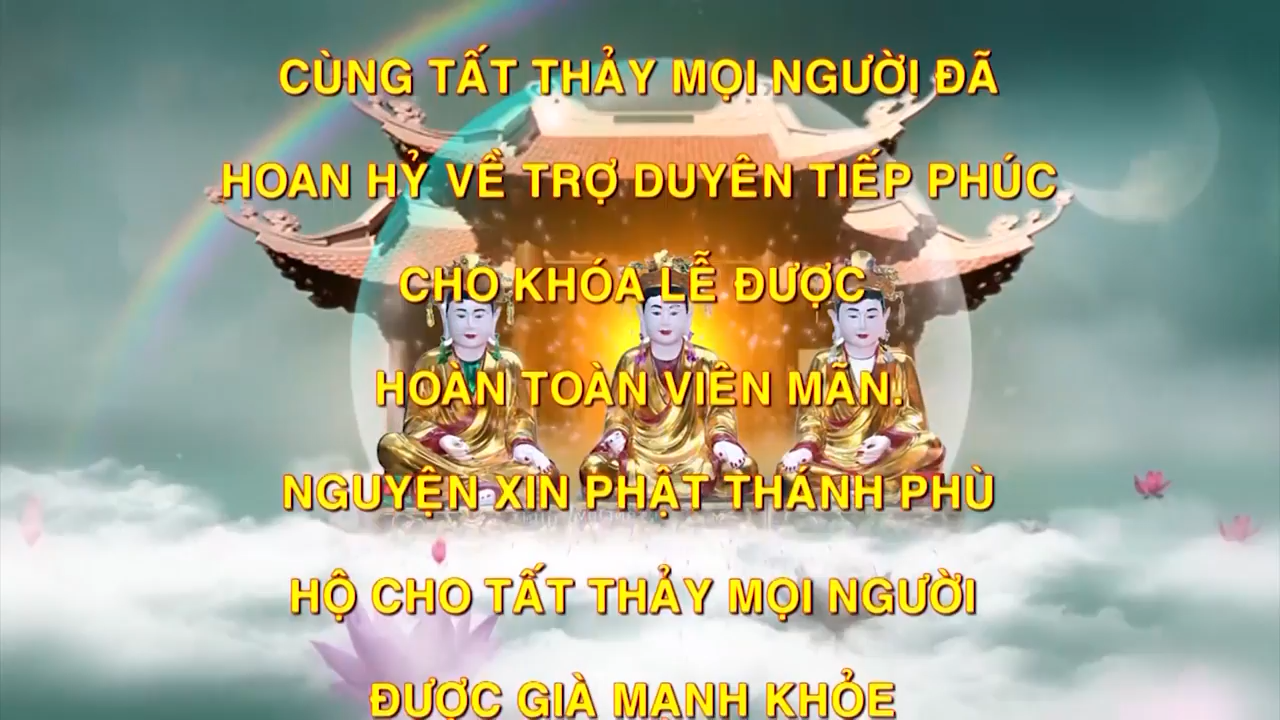 CÙNG TẤT THẢY MỌI NGƯỜI ĐÃ
HOAN HỶ VỀ TRỢ DUYÊN TIẾP PHÚC
CHO KHÓA LỄ ĐƯỢC
HOÀN TOÀN VIÊN MÃN.
NGUYỆN XIN PHẬT THÁNH PHÙ
HỘ CHO TẤT THẢY MỌI NGƯỜI
ĐƯỢC GIÀ MẠNH KHỎE